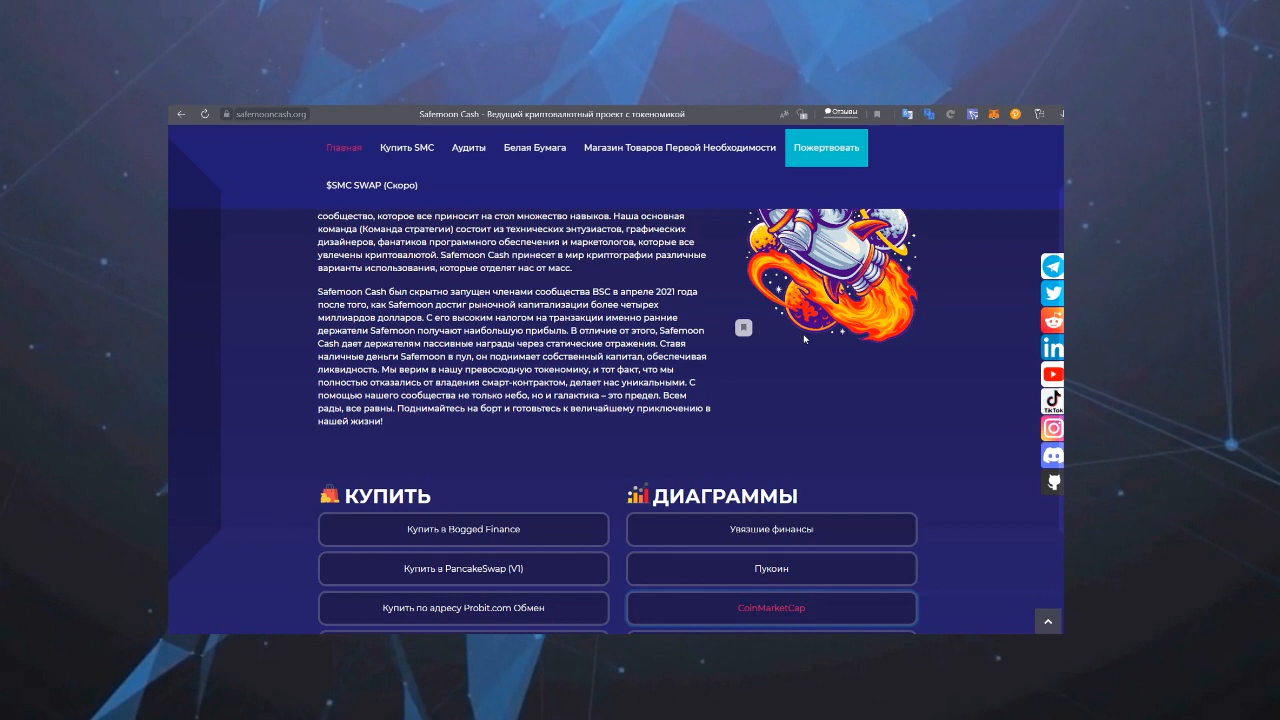 safemooncash.org
Safemoon Cash - Ведущий криптовалютный проект с токеномикой
Отзывы
Главная
Купить SMC
Аудиты
Белая Бумага
Магазин Товаров Первой Необходимости
Пожертвовать
$SMC SWAP (Скоро)
сообщество, которое все приносит на стол множество навыков. Наша основная
команда (Команда стратегии) состоит из технических энтузиастов, графических
дизайнеров, фанатиков программного обеспечения и маркетологов, которые все
увлечены криптовалютой. Safemoon Cash принесет в мир криптографии различные
варианты использования, которые отделят нас от масс.
Safemoon Cash был скрытно запущен членами сообщества BSC в апреле 2021 года
после того, как Safemoon достиг рыночной капитализации более четырех
миллиардов долларов. С его высоким налогом на транзакции именно ранние
держатели Safemoon получают наибольшую прибыль. В отличие от этого, Safemoon
Cash дает держателям пассивные награды через статические отражения. Ставя
наличные деньги Safemoon в пул, он поднимает собственный капитал, обеспечивая
ликвидность. Мы верим в нашу превосходную токеномику, и тот факт, что мы
полностью отказались от владения смарт-контрактом, делает нас уникальными. С
помощью нашего сообщества не только небо, но и галактика – это предел. Всем
рады, все равны. Поднимайтесь на борт и готовьтесь к величайшему приключению в
нашей жизни!
TikTok
КУПИТЬ
Купить в Bogged Finance
Купить в PancakeSwap (V1)
Купить по адресу Probit.com Обмен
ДИАГРАММЫ
Увязшие финансы
Пукоин
CoinMarketCap